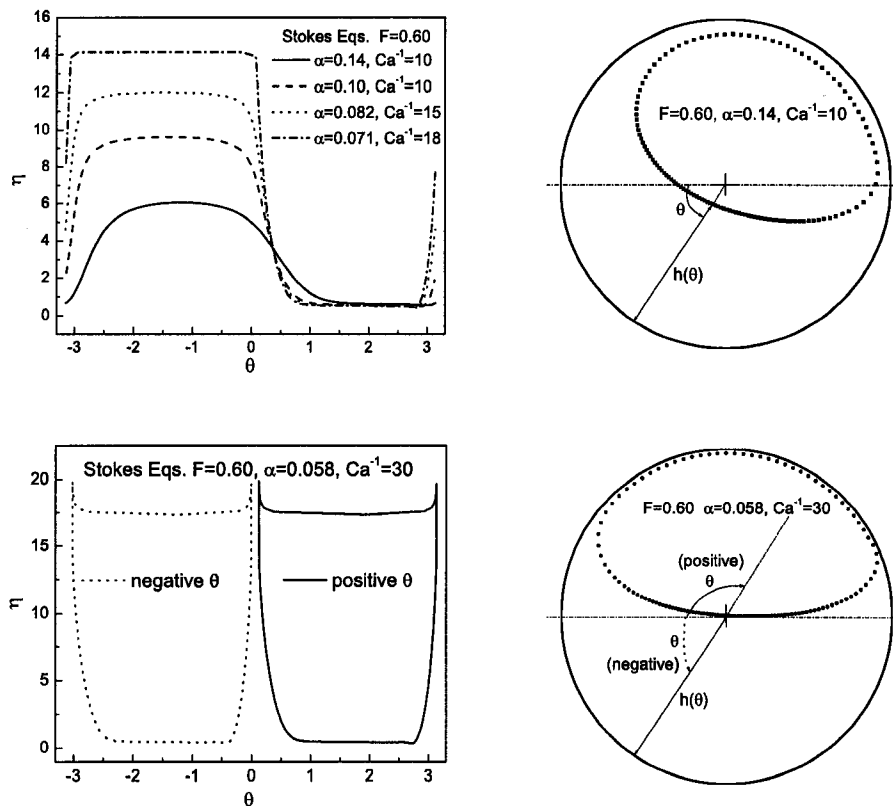 16
14
12
10
8
6
4
2
0
η
Stokes Eqs. F=0.60
α=0.14, Ca⁻¹=10
α=0.10, Ca⁻¹=10
α=0.082, Ca⁻¹=15
α=0.071, Ca⁻¹=18
-3 -2 -1 0 1 2 3
θ
F=0.60, α=0.14, Ca⁻¹=10
θ
h(θ)
20
15
10
5
0
η
Stokes Eqs. F=0.60, α=0.058, Ca⁻¹=30
negative θ
positive θ
-3 -2 -1 0 1 2 3
θ
F=0.60 α=0.058, Ca⁻¹=30
(positive)
θ
θ
(negative)
h(θ)